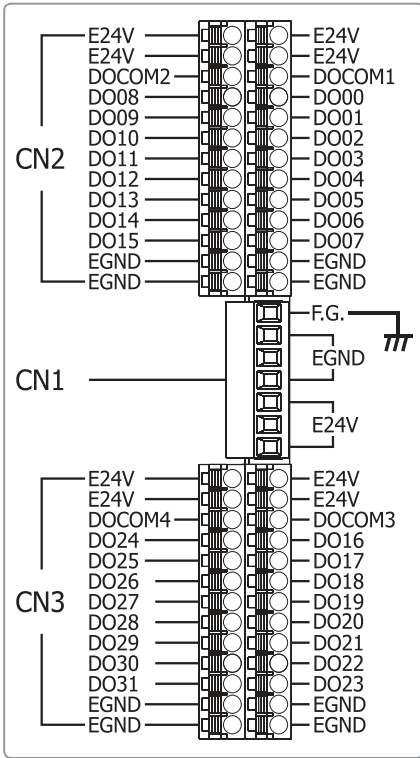 E24V E24V
E24V E24V
DOCOM2 DOCOM1
DO08 DO00
DO09 DO01
DO10 DO02
CN2 DO11 DO03
DO12 DO04
DO13 DO05
DO14 DO06
DO15 DO07
EGND EGND
EGND EGND
F.G.
EGND
CN1
E24V
E24V E24V
E24V E24V
DOCOM4 DOCOM3
DO24 DO16
DO25 DO17
DO26 DO18
CN3 DO27 DO19
DO28 DO20
DO29 DO21
DO30 DO22
DO31 DO23
EGND EGND
EGND EGND